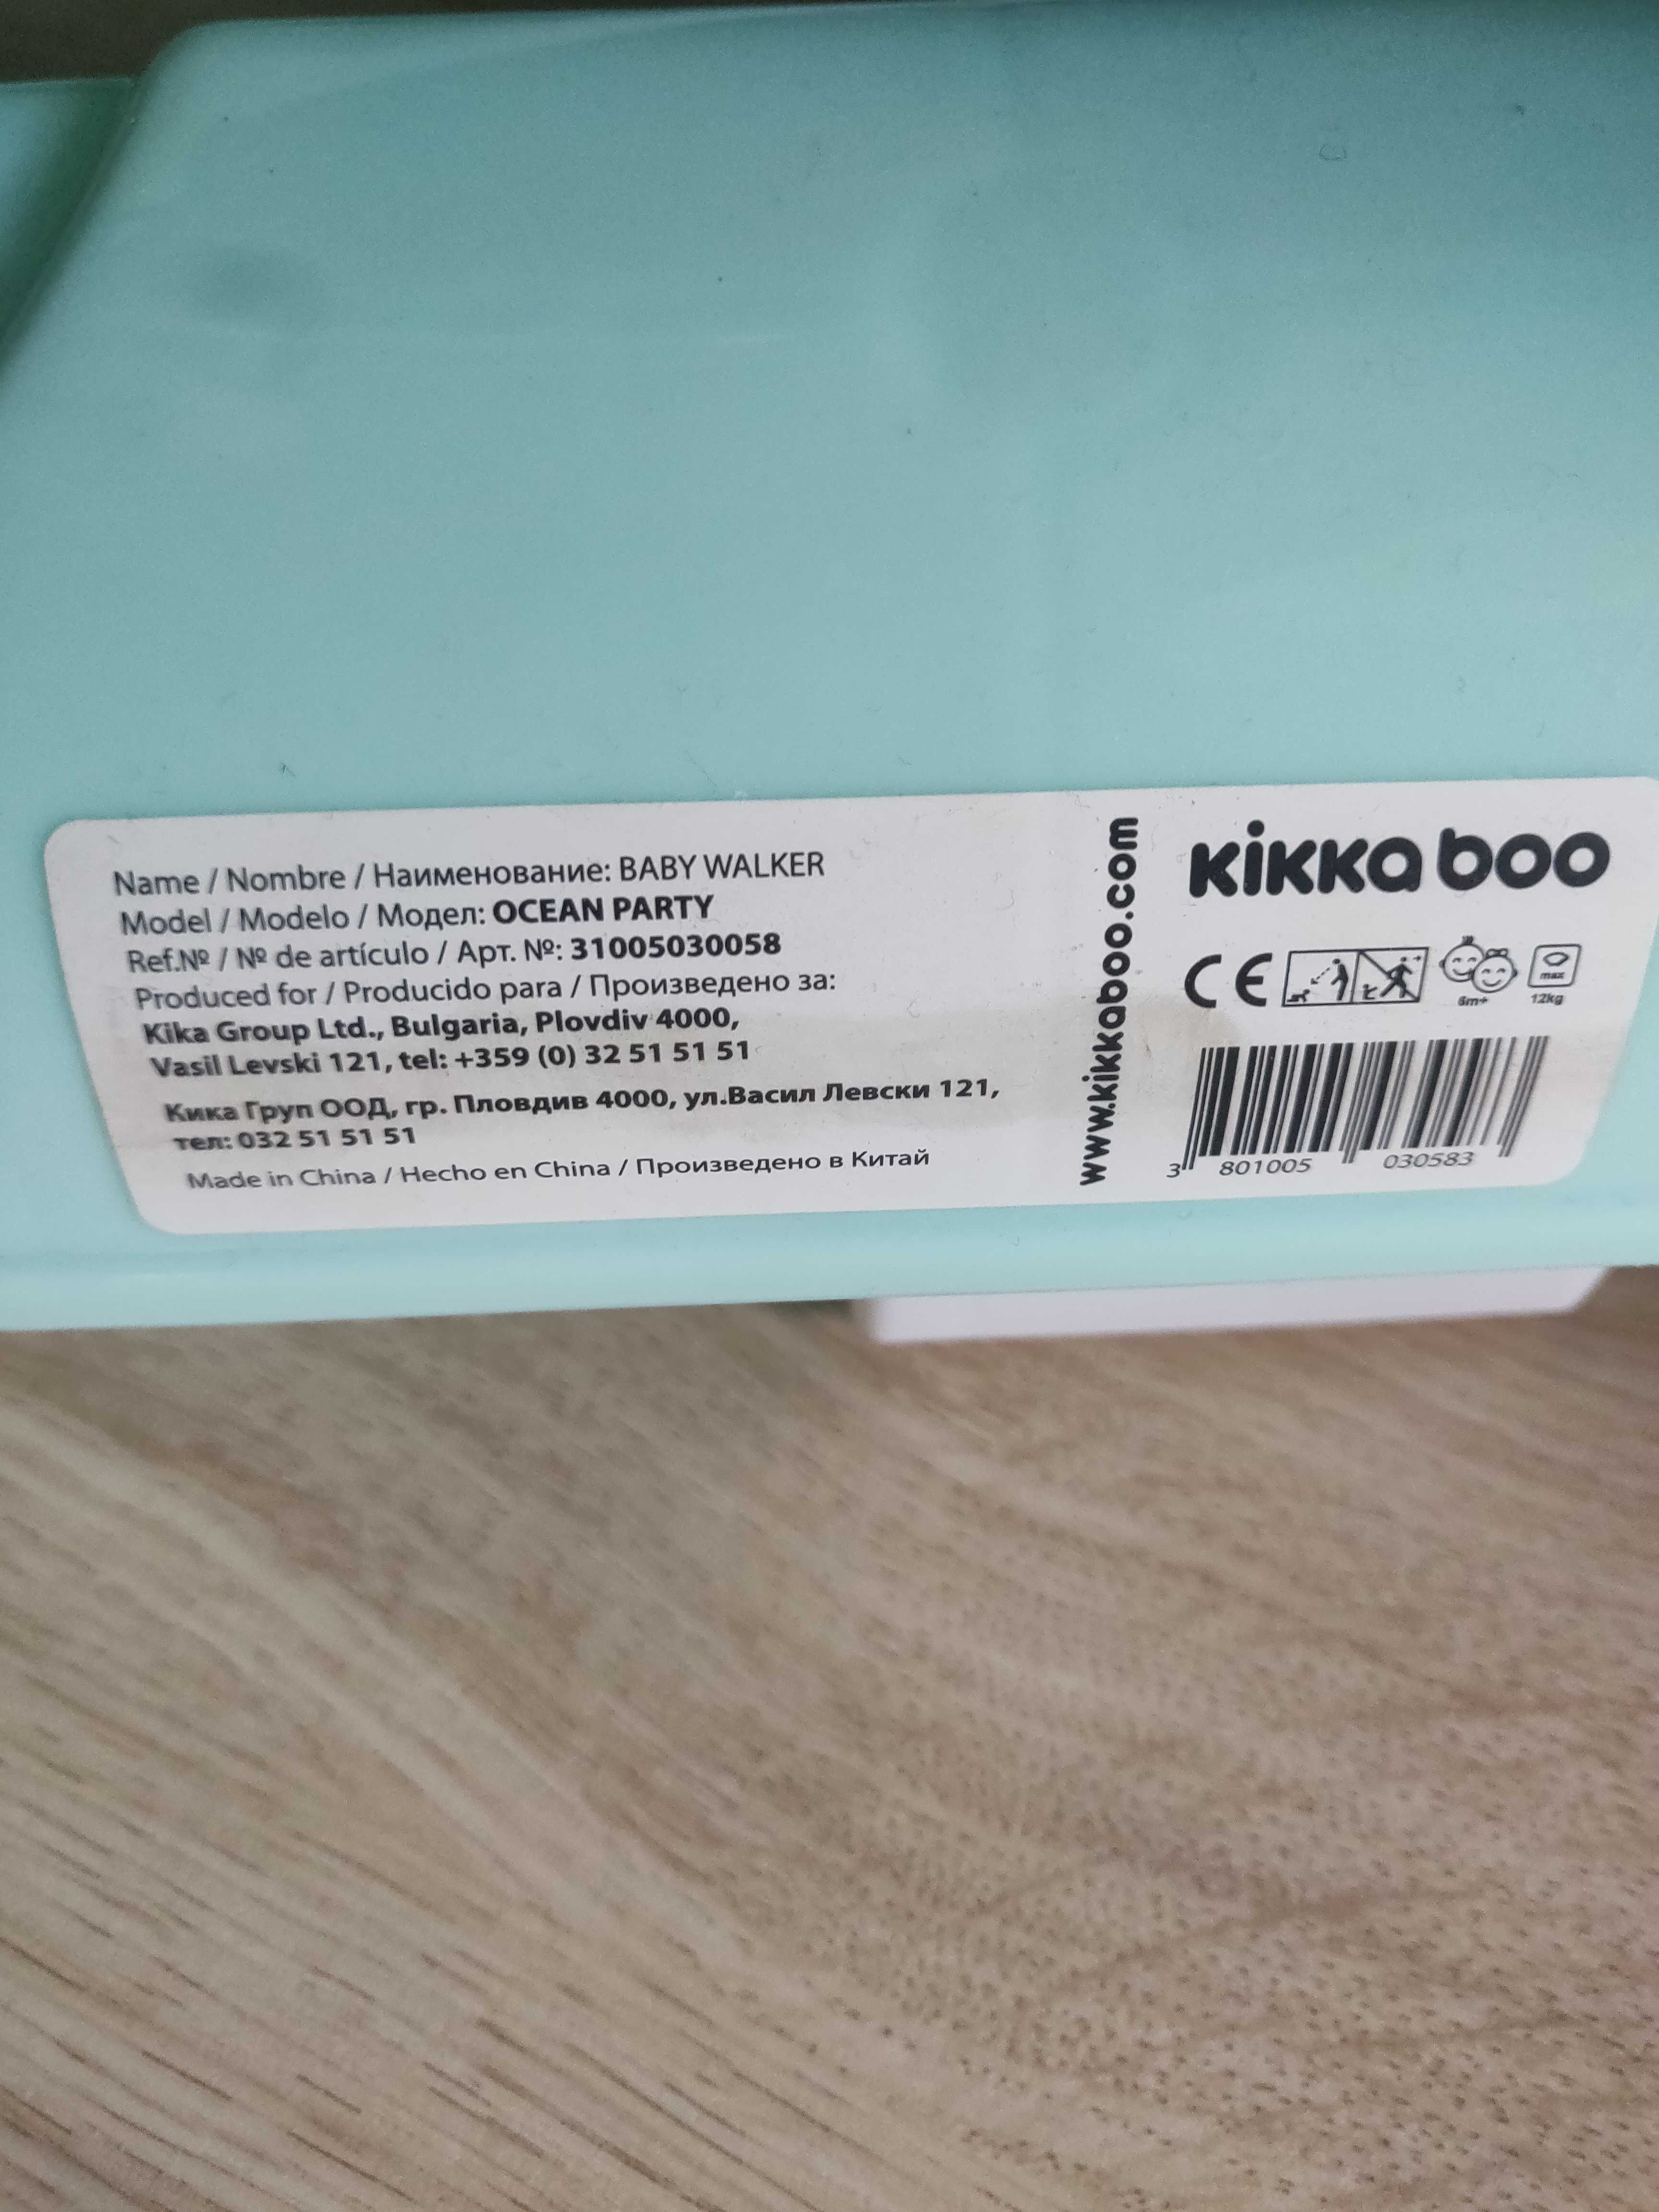 Name / Nombre / Наименование: BABY WALKER
Model / Modelo / Модел: OCEAN PARTY
Ref.Nº / Nº de artículo / Арт. №: 31005030058
Produced for / Producido para / Произведено за:
Kika Group Ltd., Bulgaria, Plovdiv 4000,
Vasil Levski 121, tel: +359 (0) 32 51 51 51
Кика Груп ООД, гр. Пловдив 4000, ул.Васил Левски 121,
тел: 032 51 51 51
Made in China / Hecho en China / Произведено в Китай
www.kikkaboo.com
kikka boo
CE
6m+
max
12kg
3 801005 030583